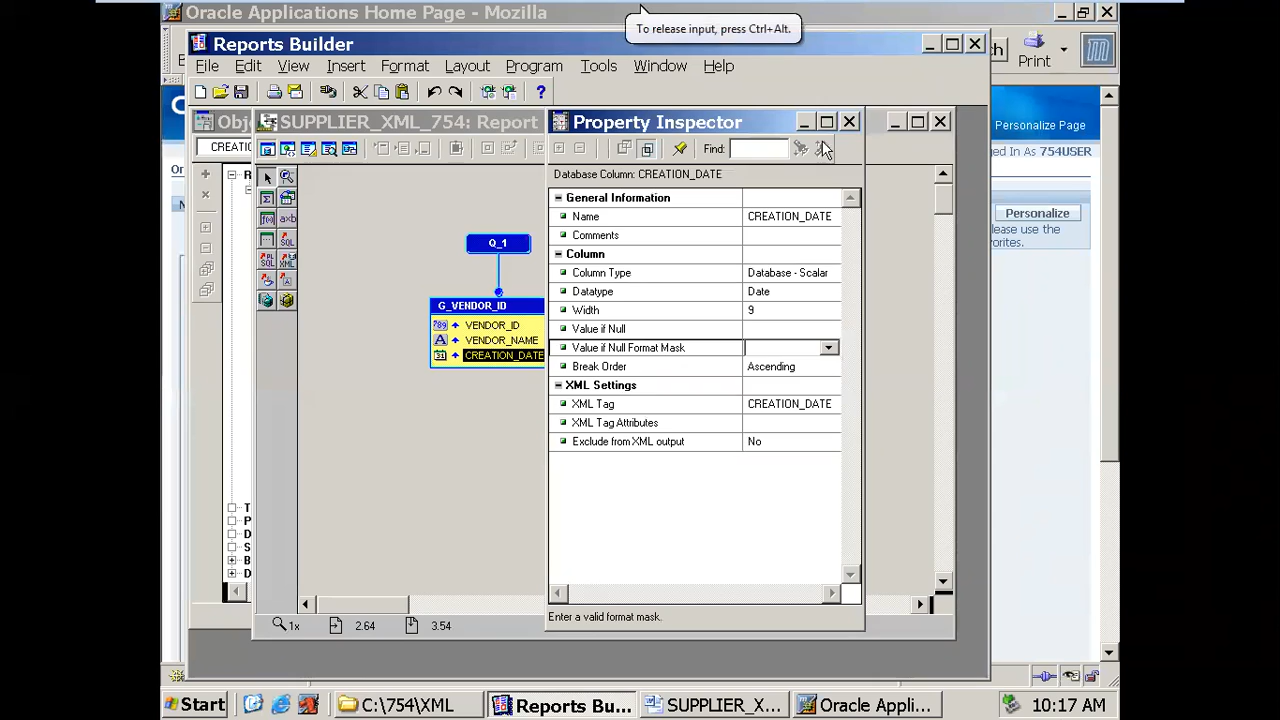 Oracle Applications Home Page - Mozilla
To release input, press Ctrl+Alt.
Reports Builder
Print
File Edit View Insert Format Layout Window Program Tools Window Help
SUPPLIER_XML_754: Report
Property Inspector
Personalize Page
Find:
ed In As 754USER
Database Column: CREATION_DATE
General Information
Name CREATION_DATE
Comments
Column
Column Type Database - Scalar
Datatype Date
Width 9
Value if Null
Value if Null Format Mask
Break Order Ascending
XML Settings
XML Tag CREATION_DATE
XML Tag Attributes
Exclude from XML output No
Personalize
lease use the
Q_1
G_VENDOR_ID
VENDOR_ID
VENDOR_NAME
CREATION_DATE
Enter a valid format mask.
1x 2.64 3.54
Start C:\754\XML Reports Bu... SUPPLIER_X... Oracle Appli... 10:17 AM